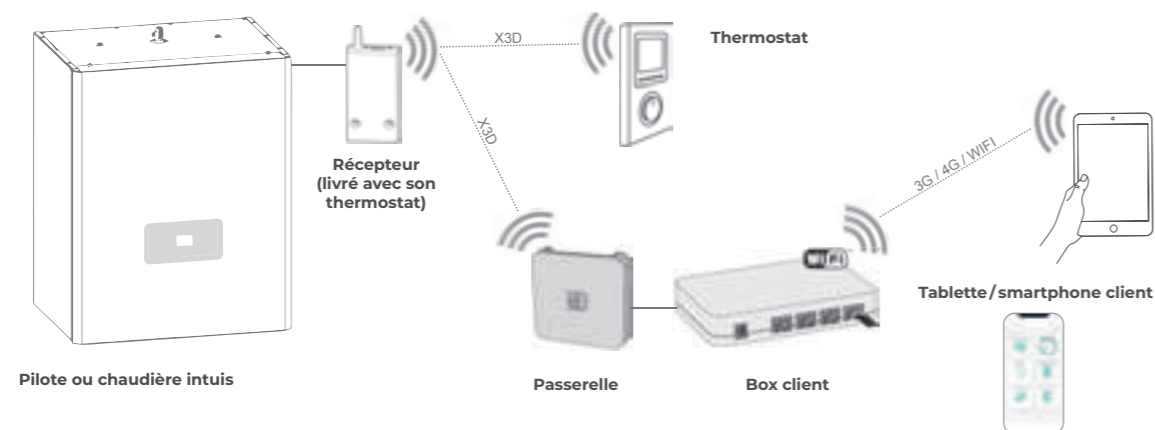 X3D
Thermostat
X3D
Récepteur
(livré avec son
thermostat)
3G / 4G / WIFI
WiFi
Tablette/smartphone client
Pilote ou chaudière intuis
Passerelle
Box client